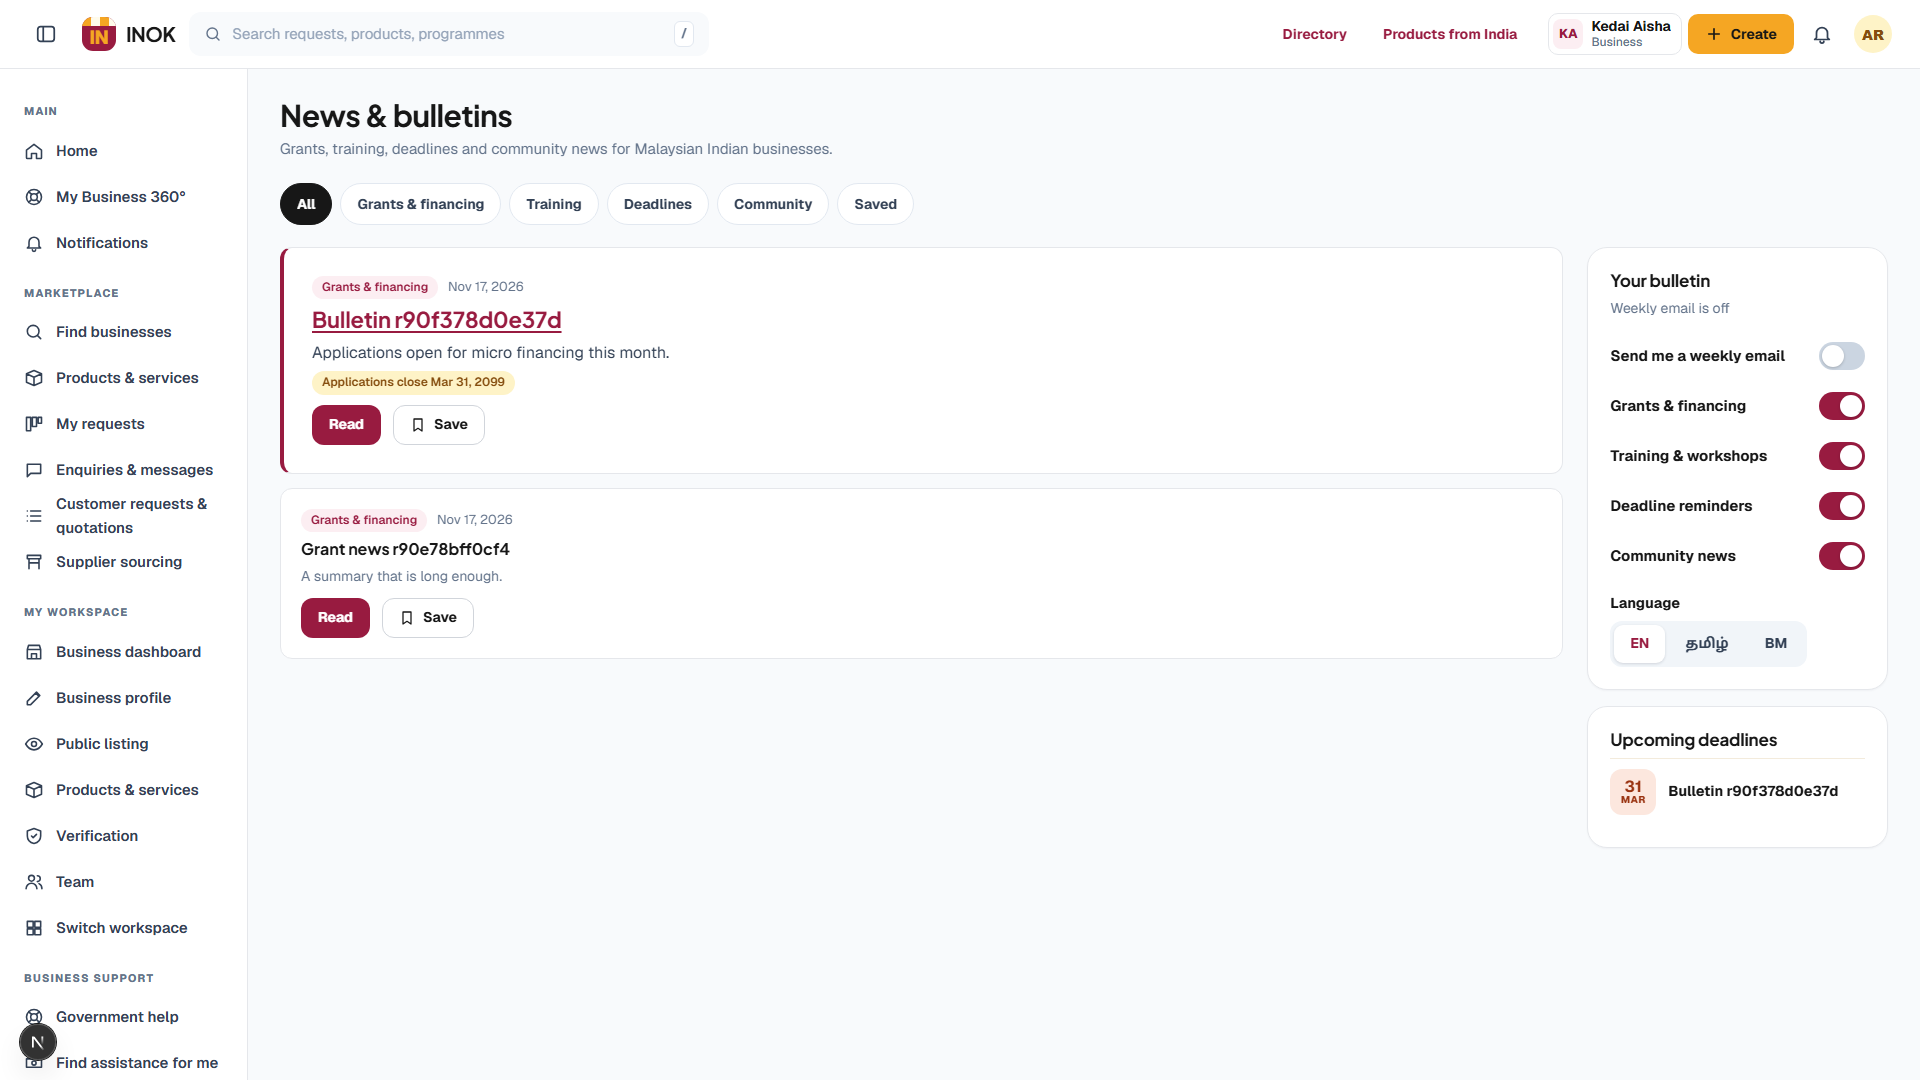 IN INOK
Search requests, products, programmes
/
Directory
Products from India
KA
Kedai Aisha
Business
+ Create
AR
MAIN
Home
My Business 360°
Notifications
MARKETPLACE
Find businesses
Products & services
My requests
Enquiries & messages
Customer requests &
quotations
Supplier sourcing
MY WORKSPACE
Business dashboard
Business profile
Public listing
Products & services
Verification
Team
Switch workspace
BUSINESS SUPPORT
Government help
N
Find assistance for me
News & bulletins
Grants, training, deadlines and community news for Malaysian Indian businesses.
All
Grants & financing
Training
Deadlines
Community
Saved
Grants & financing Nov 17, 2026
Bulletin r90f378d0e37d
Applications open for micro financing this month.
Applications close Mar 31, 2099
Read
Save
Grants & financing Nov 17, 2026
Grant news r90e78bff0cf4
A summary that is long enough.
Read
Save
Your bulletin
Weekly email is off
Send me a weekly email
Grants & financing
Training & workshops
Deadline reminders
Community news
Language
EN தமிழ் BM
Upcoming deadlines
31
MAR
Bulletin r90f378d0e37d